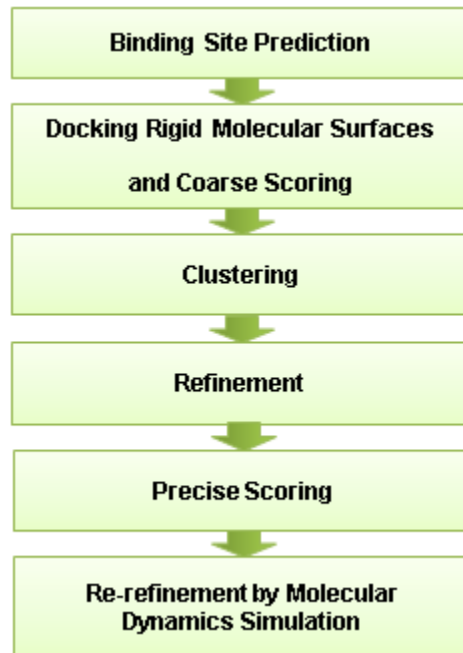 Binding Site Prediction
Docking Rigid Molecular Surfaces
and Coarse Scoring
Clustering
Refinement
Precise Scoring
Re-refinement by Molecular
Dynamics Simulation